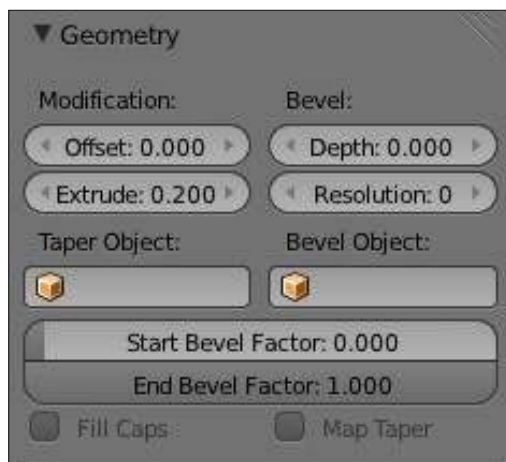 Geometry
Modification: Bevel:
Offset: 0.000 Depth: 0.000
Extrude: 0.200 Resolution: 0
Taper Object: Bevel Object:
Start Bevel Factor: 0.000
End Bevel Factor: 1.000
Fill Caps Map Taper